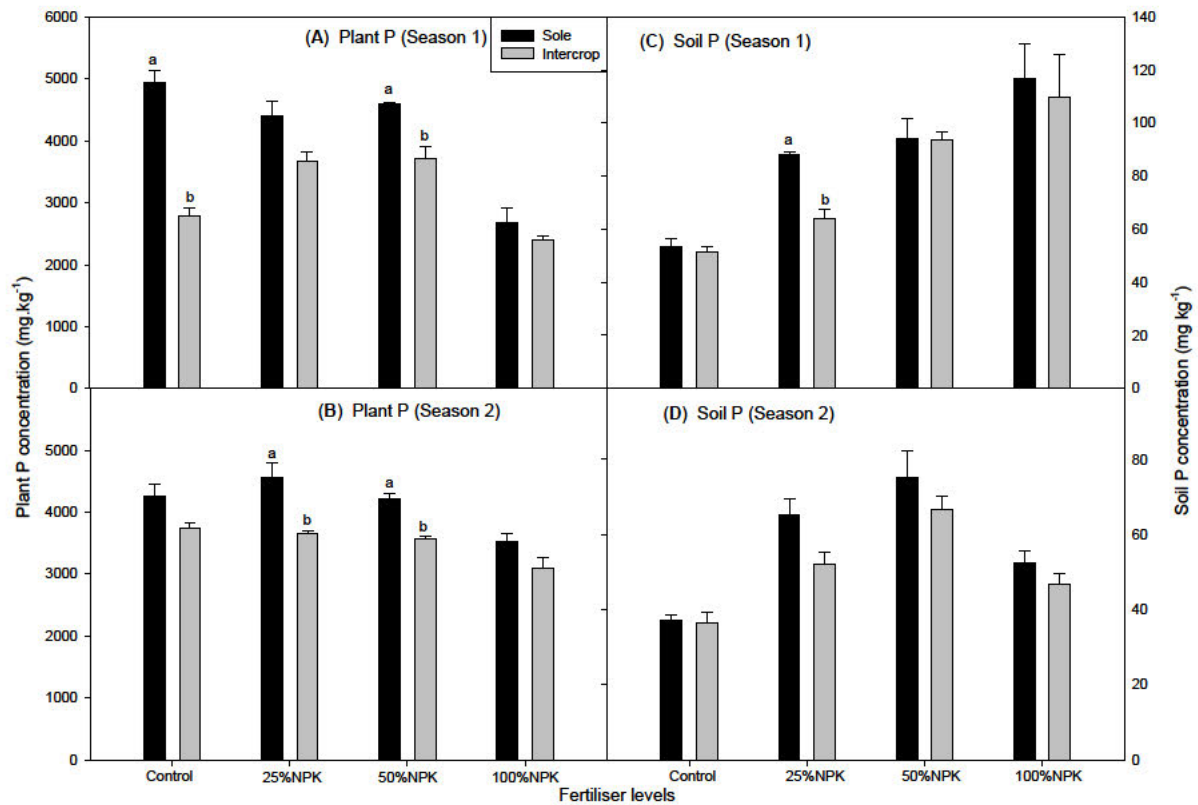 6000
5000
4000
3000
2000
1000
0
(A) Plant P (Season 1)
Sole
Intercrop
a
b
a
b
(C) Soil P (Season 1)
a
b
140
120
100
80
60
40
20
0
Plant P concentration (mg.kg-1)
5000
4000
3000
2000
1000
0
(B) Plant P (Season 2)
a
b
a
b
(D) Soil P (Season 2)
80
60
40
20
0
Soil P concentration (mg kg-1)
Control 25%NPK 50%NPK 100%NPK
Control 25%NPK 50%NPK 100%NPK
Fertiliser levels